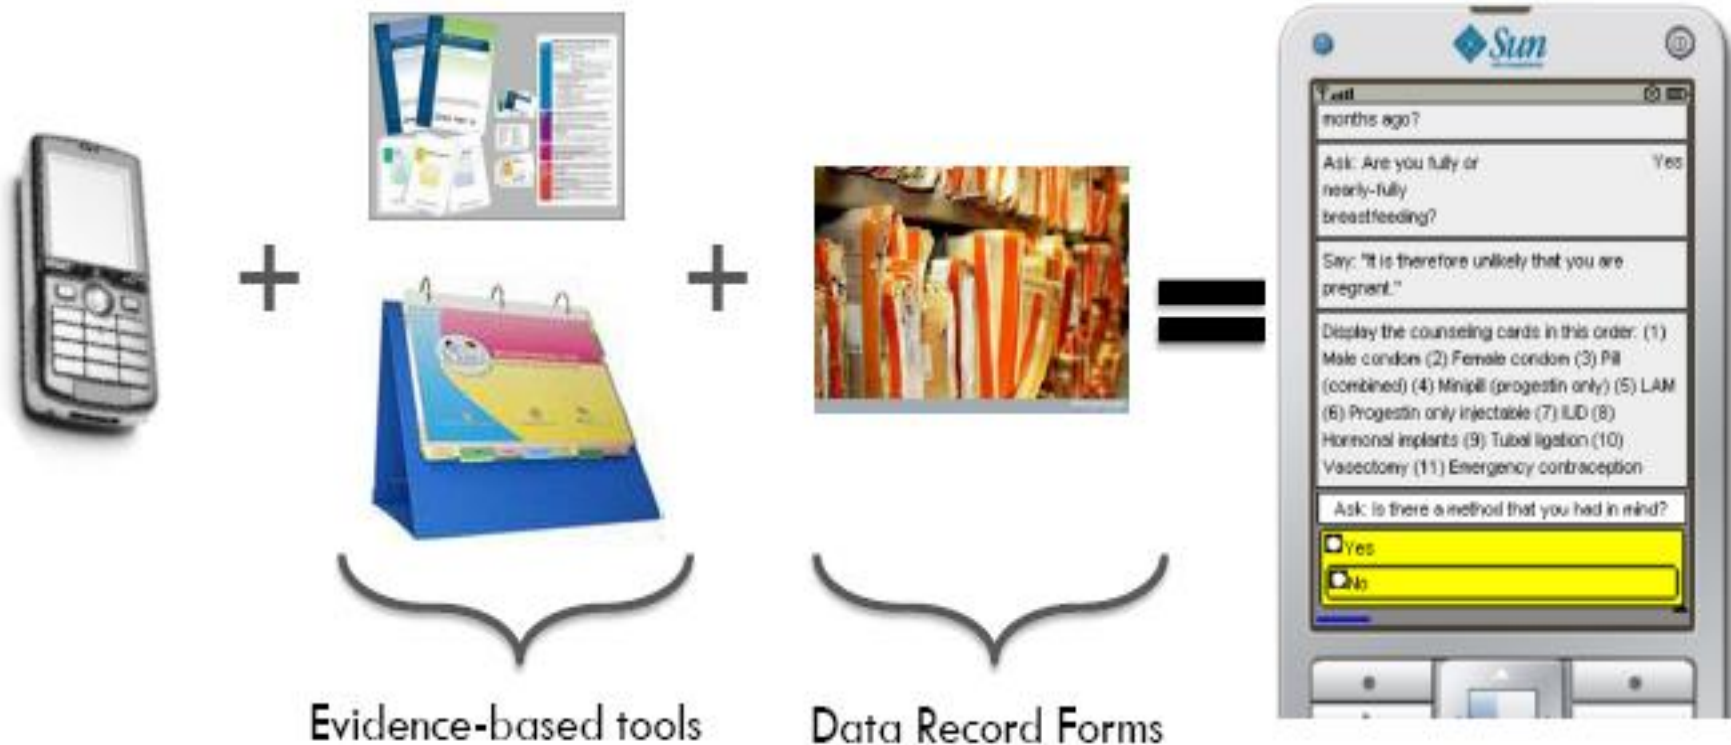 Sun
months ago?
Ask: Are you fully or Yes
nearly-fully
breastfeeding?
Say: "It is therefore unlikely that you are
pregnant."
Display the counseling cards in this order: (1)
Male condom (2) Female condom (3) Pill
(combined) (4) Minipill (progestin only) (5) LAM
(6) Progestin only injectable (7) IUD (8)
Hormonal implants (9) Tubal ligation (10)
Vasectomy (11) Emergency contraception
Ask: Is there a method that you had in mind?
Yes
No
Evidence-based tools
Data Record Forms